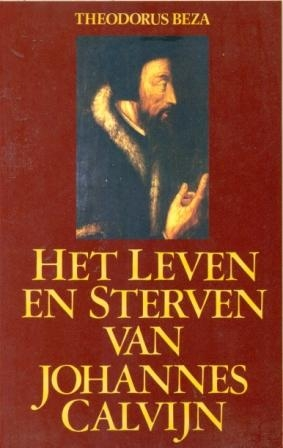 THEODORUS BEZA
HET LEVEN
EN STERVEN
VAN
JOHANNES
CALVIJN